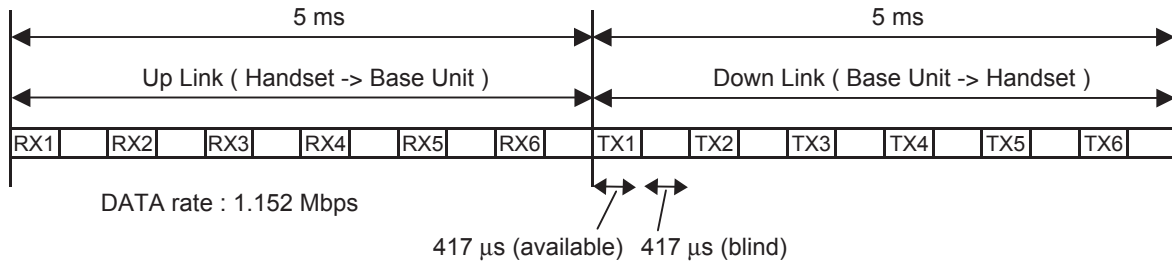 5 ms 5 ms
Up Link ( Handset -> Base Unit ) Down Link ( Base Unit -> Handset )
RX1 RX2 RX3 RX4 RX5 RX6 TX1 TX2 TX3 TX4 TX5 TX6
DATA rate : 1.152 Mbps
417 μs (available) 417 μs (blind)